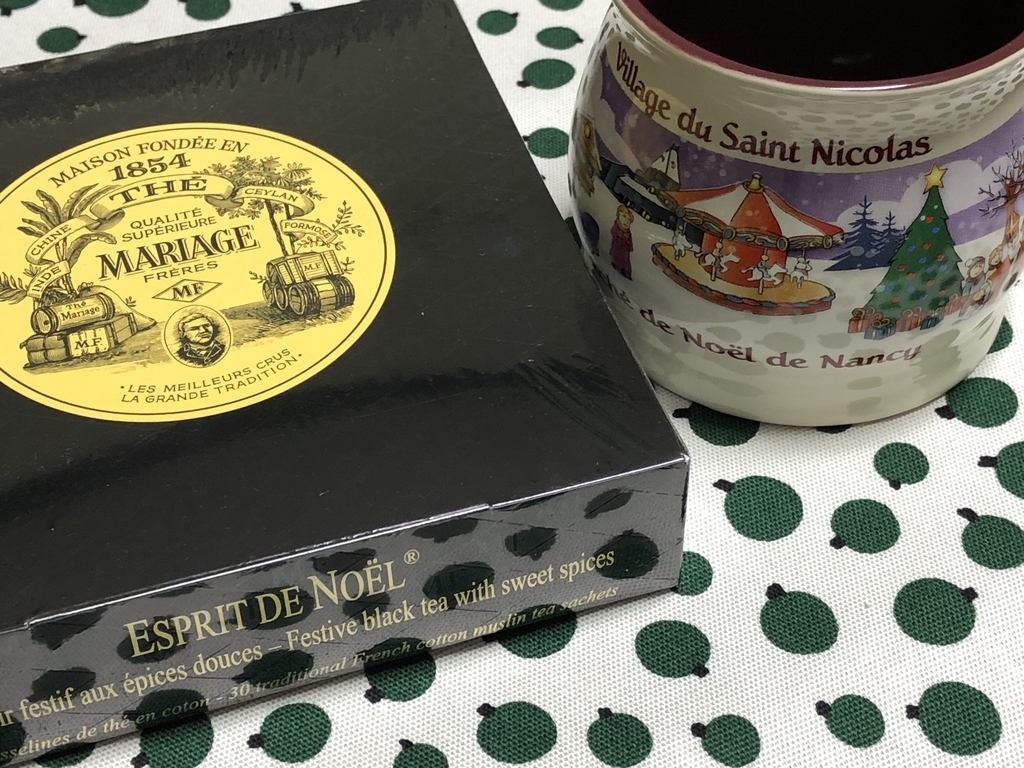 MAISON FONDÉE EN
1854
THÉ
CHINE
CEYLAN
INDE
FORMOSE
QUALITÉ
SUPÉRIEURE
MARIAGE
FRÈRES
MF
M.F
Thé
Mariage
M.F.
•LES MEILLEURS CRUS
LA GRANDE TRADITION•
ESPRIT DE NOËL®
festif aux épices douces – Festive black tea with sweet spices
de thé en coton - 30 traditional French cotton muslin tea sachets
Village du Saint Nicolas
de Noël de Nancy